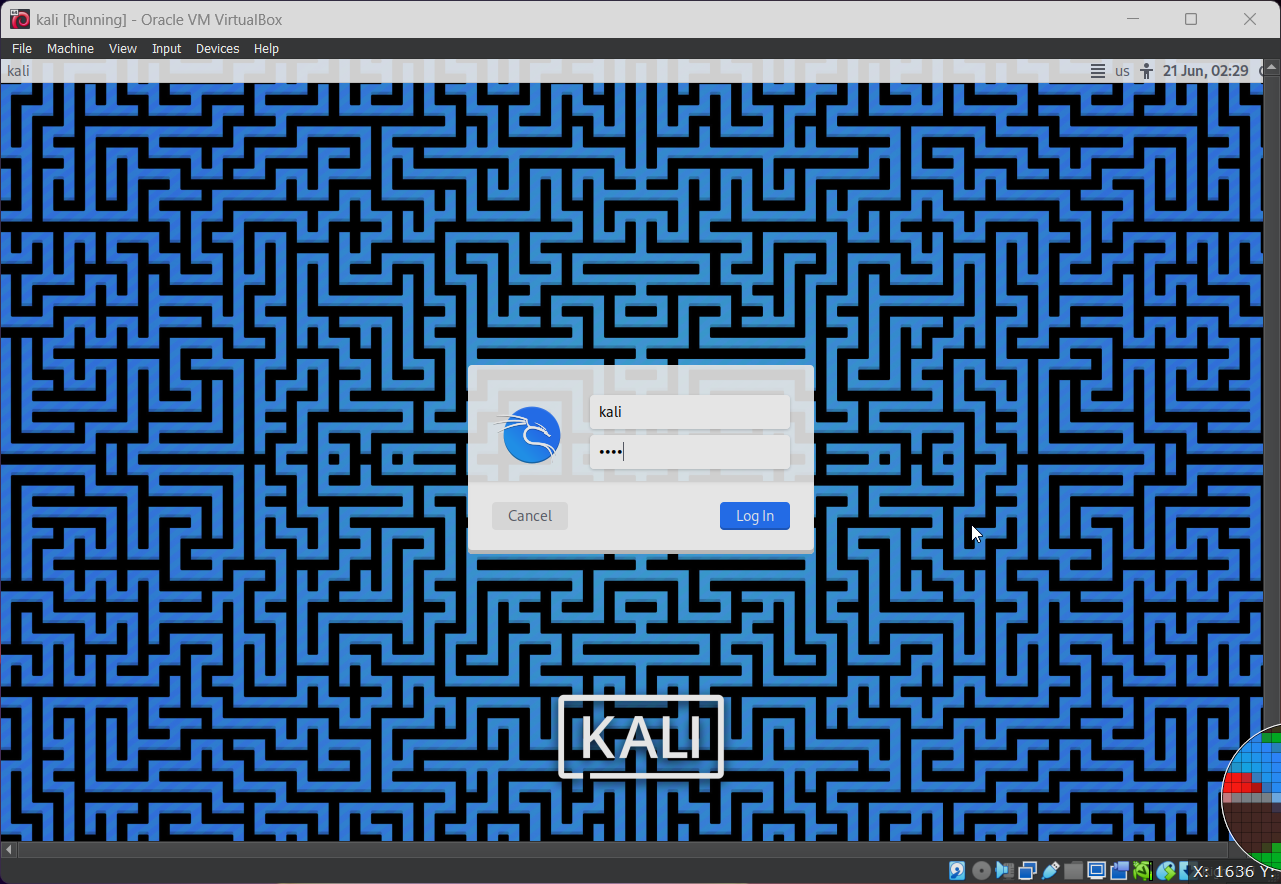 kali [Running] - Oracle VM VirtualBox
File Machine View Input Devices Help
kali us 21 Jun, 02:29
kali
••••
Cancel Log In
KALI
X: 1636 Y: